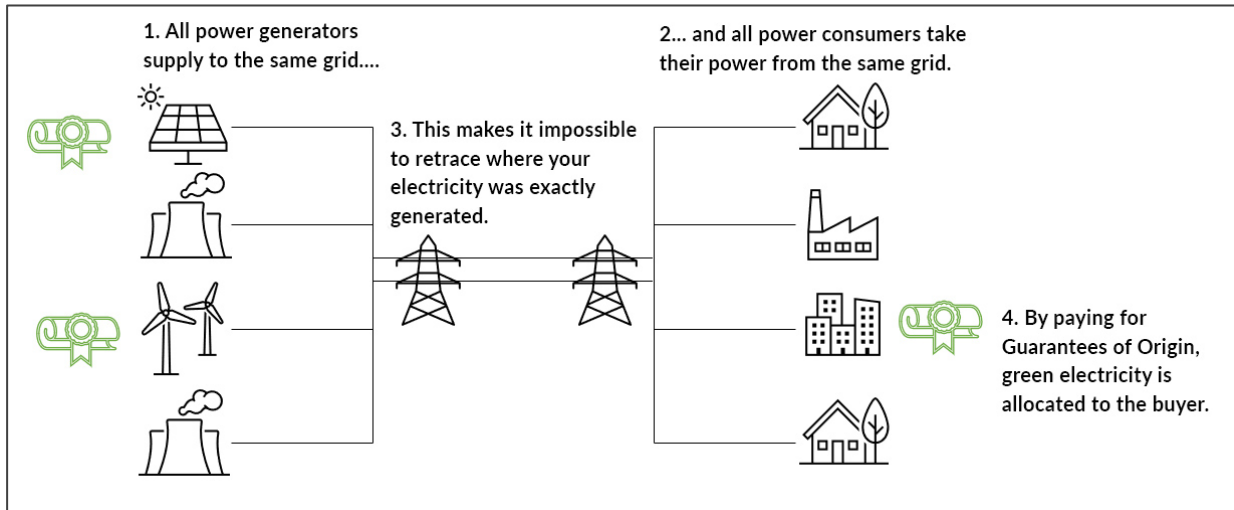 1. All power generators
supply to the same grid....
2... and all power consumers take
their power from the same grid.
3. This makes it impossible
to retrace where your
electricity was exactly
generated.
4. By paying for
Guarantees of Origin,
green electricity is
allocated to the buyer.